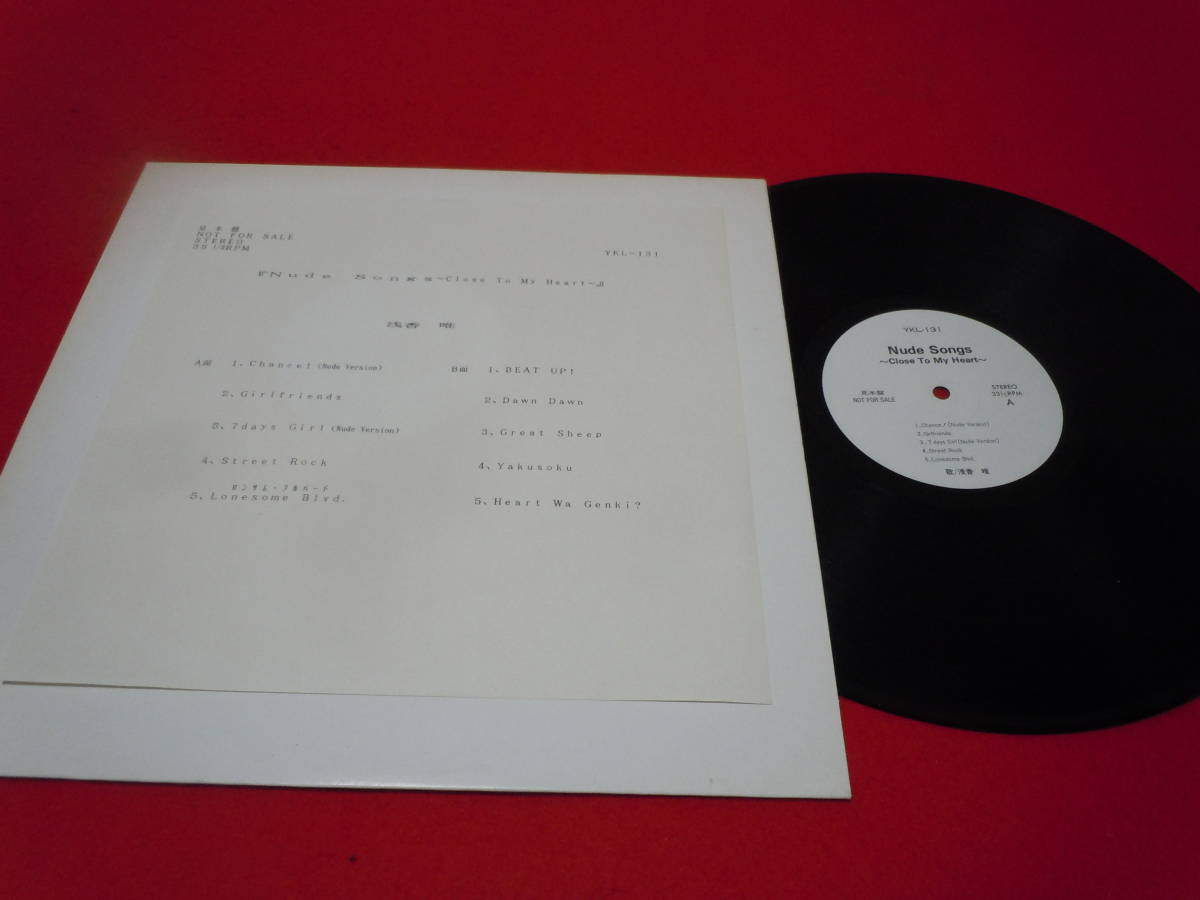 見本盤
NOT FOR SALE
STEREO
33 1/3RPM
YKL-131
『Nude Songs~Close To My Heart~』
浅香 唯
A面 1、Chance!(Nude Version)
2、Girlfriends
3、7days Girl(Nude Version)
4、Street Rock
ロンサム・ブルバード
5、Lonesome Blvd.
B面 1、BEAT UP!
2、Dawn Dawn
3、Great Sheep
4、Yakusoku
5、Heart Wa Genki?
YKL-131
Nude Songs
~Close To My Heart~
見本盤
NOT FOR SALE
STEREO
33 1/3RPM
A
1. Chance! (Nude Version)
2. Girlfriends
3. 7 days Girl (Nude Version)
4. Street Rock
5. Lonesome Blvd.
歌/浅香 唯